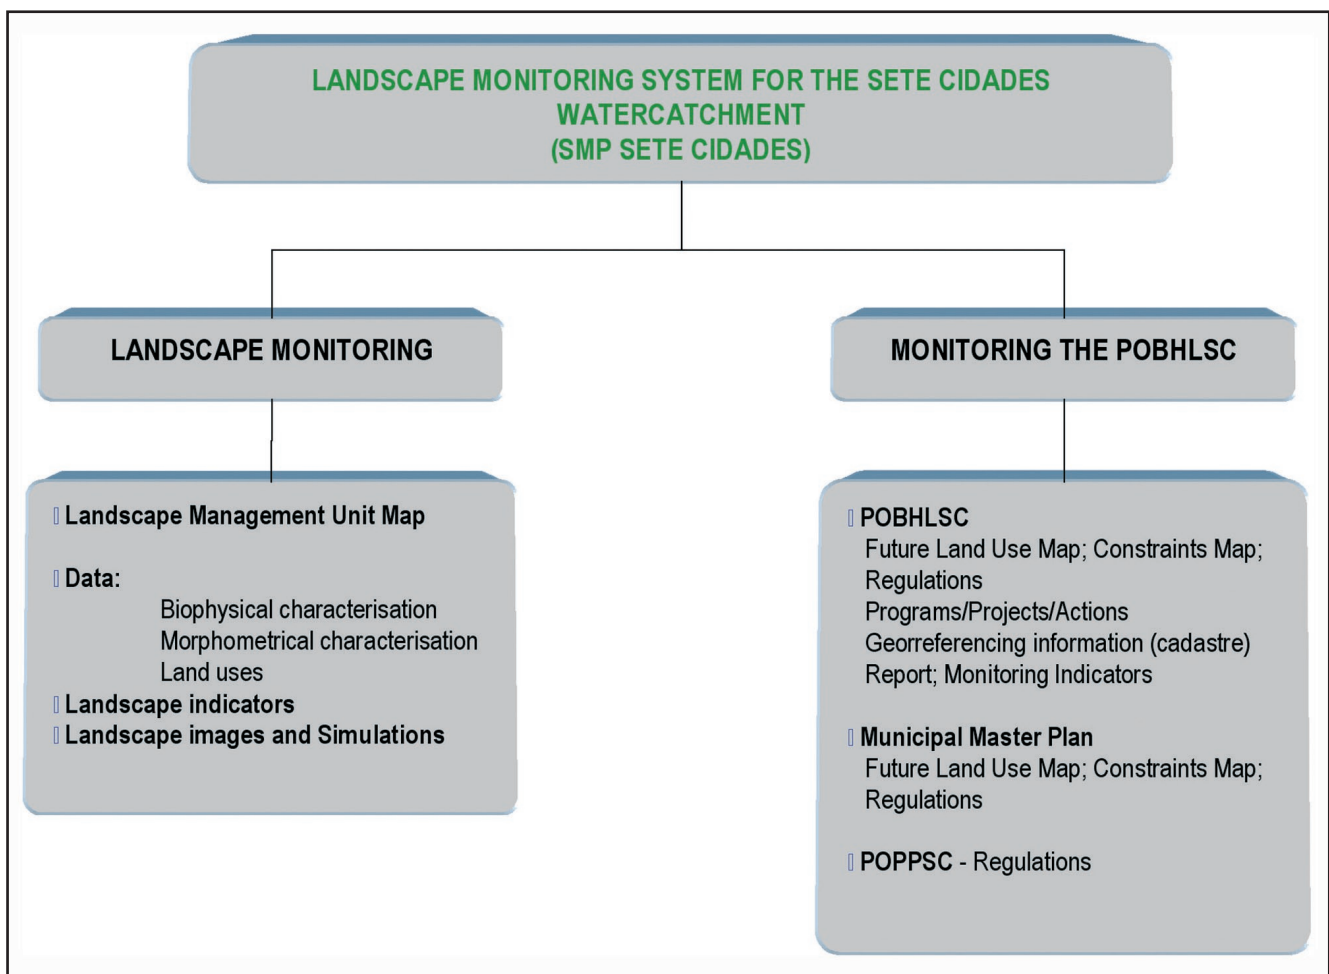 LANDSCAPE MONITORING SYSTEM FOR THE SETE CIDADES
WATERCATCHMENT
(SMP SETE CIDADES)
LANDSCAPE MONITORING
MONITORING THE POBHLSC
Landscape Management Unit Map
Data:
Biophysical characterisation
Morphometrical characterisation
Land uses
Landscape indicators
Landscape images and Simulations
POBHLSC
Future Land Use Map; Constraints Map;
Regulations
Programs/Projects/Actions
Georreferencing information (cadastre)
Report; Monitoring Indicators
Municipal Master Plan
Future Land Use Map; Constraints Map;
Regulations
POPPSC - Regulations